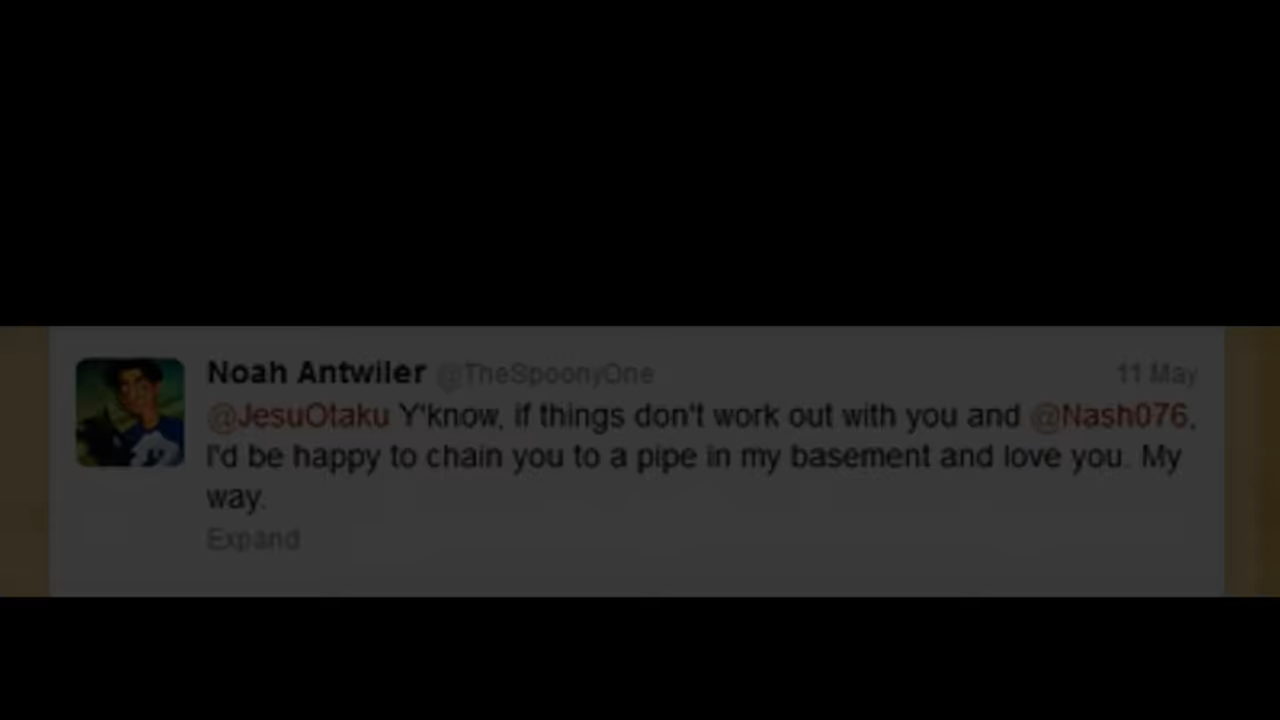 Noah Antwiler @TheSpoonyOne 11 May
@JesuOtaku Y'know, if things don't work out with you and @Nash076,
I'd be happy to chain you to a pipe in my basement and love you. My
way.
Expand